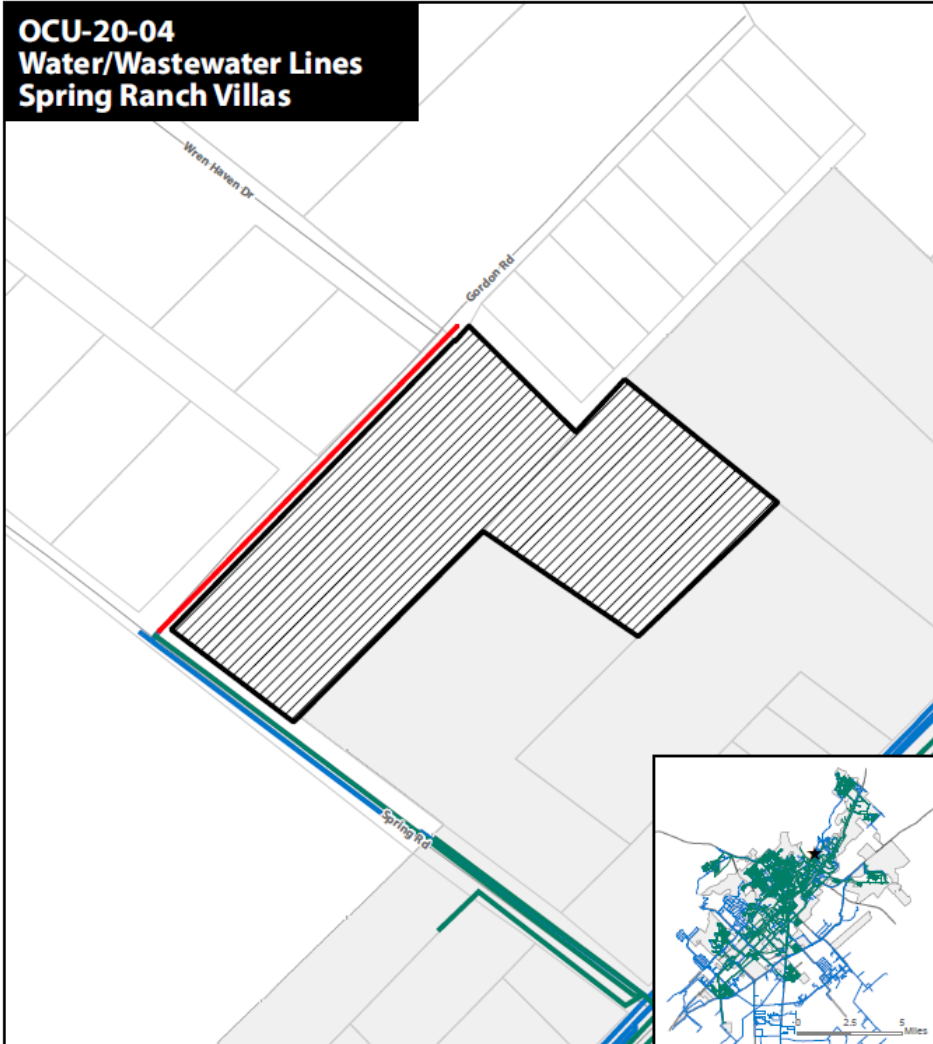 OCU-20-04
Water/Wastewater Lines
Spring Ranch Villas
Wren Haven Dr
Gordon Rd
Spring Rd
0 2.5 5
Miles